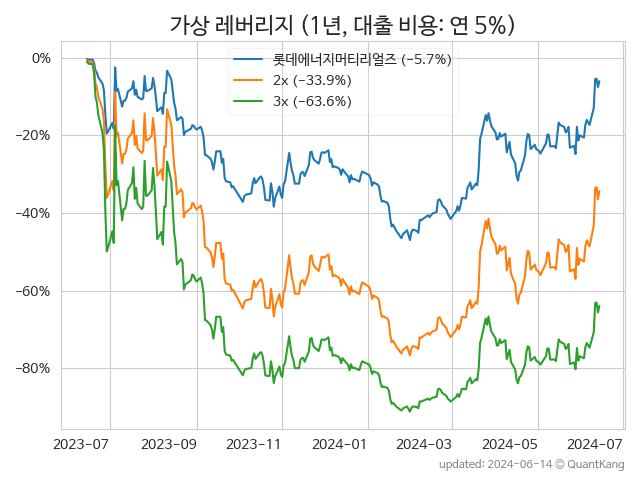 가상 레버리지 (1년, 대출 비용: 연 5%)
롯데에너지머티리얼즈 (−5.7%)
2x (−33.9%)
3x (−63.6%)
0%
−20%
−40%
−60%
−80%
2023−07 2023−09 2023−11 2024−01 2024−03 2024−05 2024−07
updated: 2024-06-14 © QuantKang